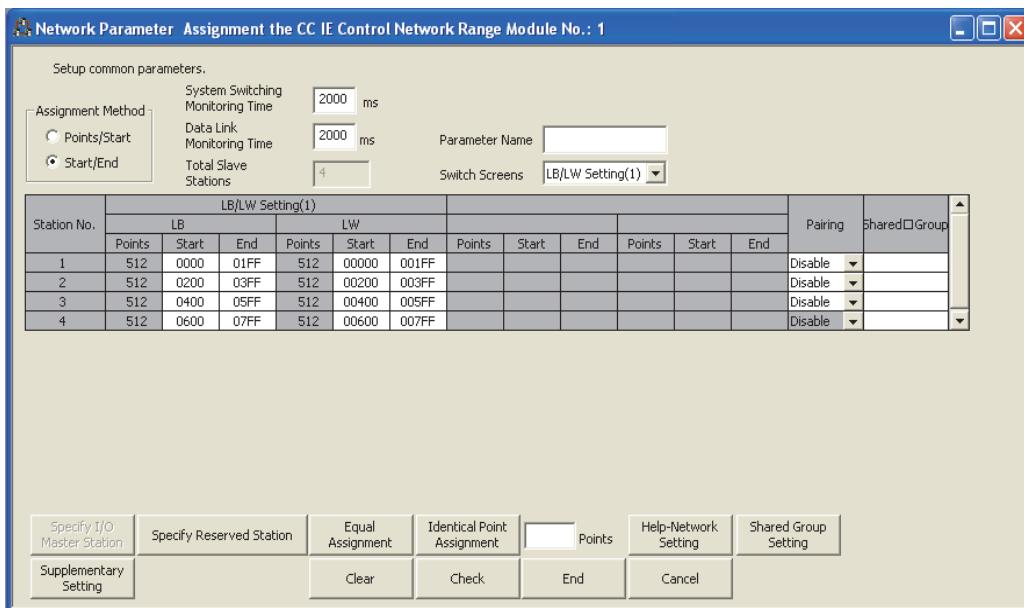 Network Parameter Assignment the CC IE Control Network Range Module No.: 1
Setup common parameters.
Assignment Method
Points/Start
Start/End
System Switching
Monitoring Time
2000 ms
Data Link
Monitoring Time
2000 ms
Total Slave
Stations
4
Parameter Name
Switch Screens LB/LW Setting(1)
Station No. LB/LW Setting(1) Pairing Shared□Group
LB LW
Points Start End Points Start End Points Start End Points Start End
1 512 0000 01FF 512 00000 001FF Disable
2 512 0200 03FF 512 00200 003FF Disable
3 512 0400 05FF 512 00400 005FF Disable
4 512 0600 07FF 512 00600 007FF Disable
Specify I/O
Master Station
Specify Reserved Station
Equal
Assignment
Identical Point
Assignment
Points
Help-Network
Setting
Shared Group
Setting
Supplementary
Setting
Clear
Check
End
Cancel